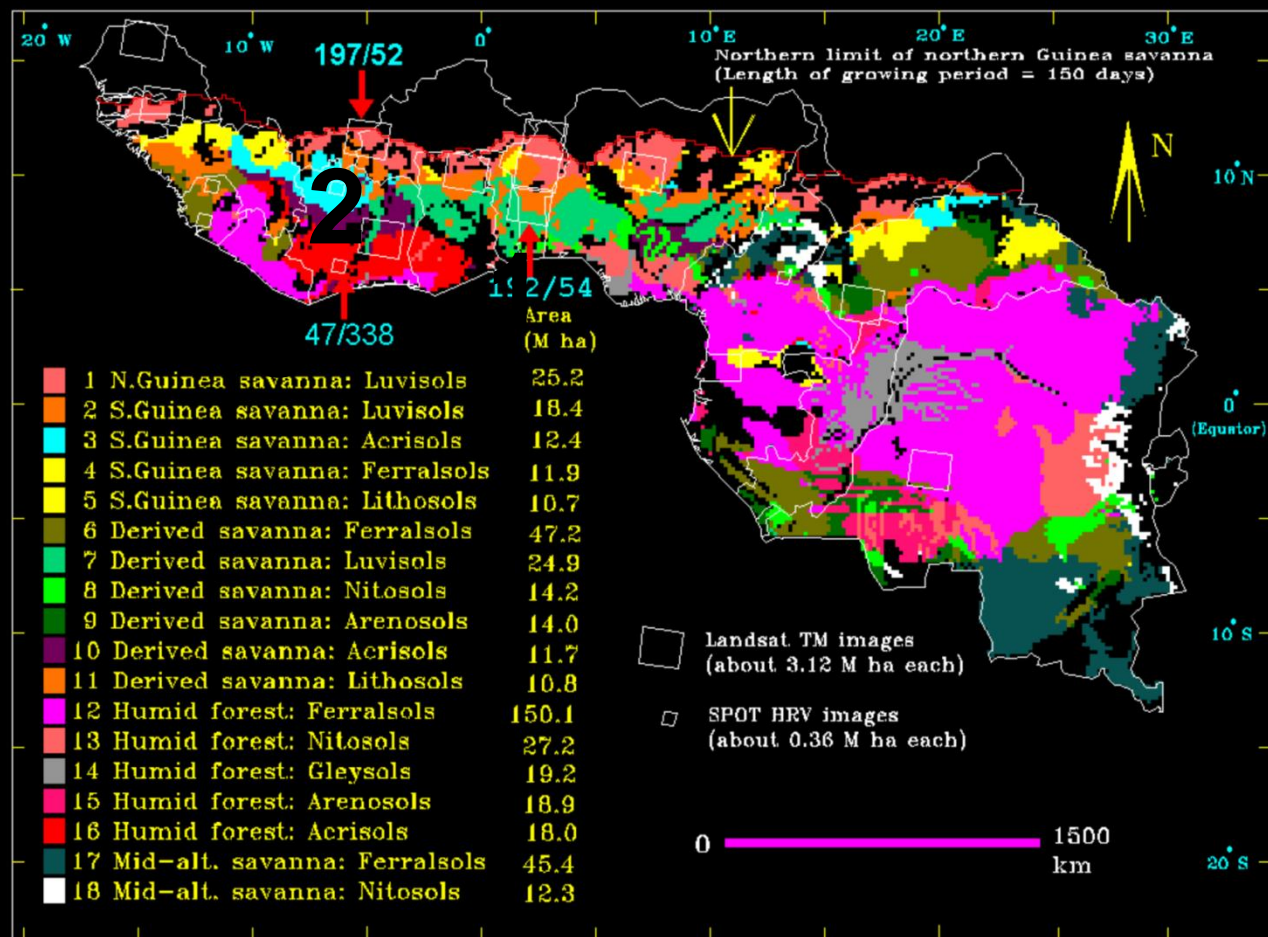 20° W
10° W
0°
10° E
20° E
30° E
197/52
Northern limit of northern Guinea savanna
(Length of growing period = 150 days)
N
10° N
2
192/54
47/338
Area
(M ha)
0°
(Equator)
1 N.Guinea savanna: Luvisols 25.2
2 S.Guinea savanna: Luvisols 18.4
3 S.Guinea savanna: Acrisols 12.4
4 S.Guinea savanna: Ferralsols 11.9
5 S.Guinea savanna: Lithosols 10.7
6 Derived savanna: Ferralsols 47.2
7 Derived savanna: Luvisols 24.9
8 Derived savanna: Nitosols 14.2
9 Derived savanna: Arenosols 14.0
10 Derived savanna: Acrisols 11.7
11 Derived savanna: Lithosols 10.8
12 Humid forest: Ferralsols 150.1
13 Humid forest: Nitosols 27.2
14 Humid forest: Gleysols 19.2
15 Humid forest: Arenosols 18.9
16 Humid forest: Acrisols 18.0
17 Mid-alt. savanna: Ferralsols 45.4
18 Mid-alt. savanna: Nitosols 12.3
Landsat TM images
(about 3.12 M ha each)
SPOT HRV images
(about 0.36 M ha each)
10° S
0
1500
km
20° S